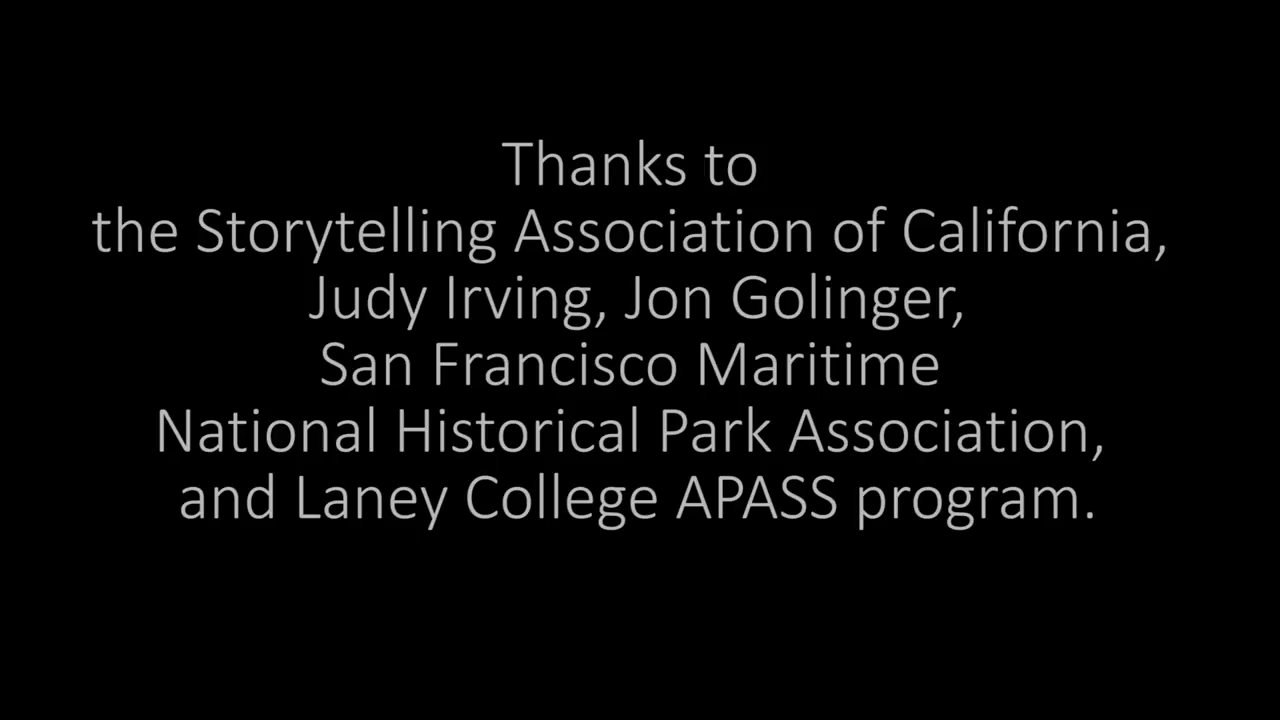 Thanks to
the Storytelling Association of California,
Judy Irving, Jon Golinger,
San Francisco Maritime
National Historical Park Association,
and Laney College APASS program.